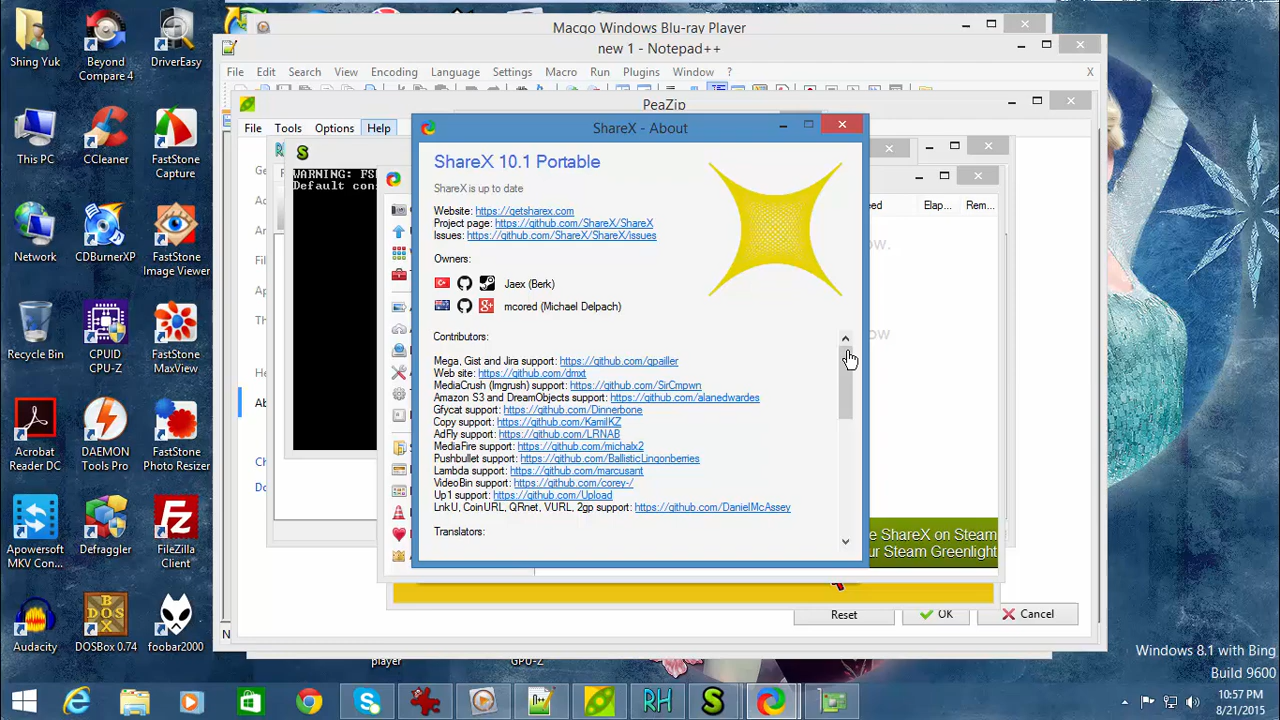 Macgo Windows Blu-ray Player
new 1 - Notepad++
File Edit Search View Encoding Language Settings Macro Run Plugins Window ? X
PeaZip
File Tools Options Help
ShareX - About
ShareX 10.1 Portable
ShareX is up to date
Website: https://getsharex.com
Project page: https://github.com/ShareX/ShareX
Issues: https://github.com/ShareX/ShareX/issues
Owners:
Jaex (Berk)
mcored (Michael Delpach)
Contributors:
Mega, Gist and Jira support: https://github.com/gpailler
Web site: https://github.com/dmxt
MediaCrush (Imgrush) support: https://github.com/SirCmpwn
Amazon S3 and DreamObjects support: https://github.com/alanedwardes
Gfycat support: https://github.com/Dinnerbone
Copy support: https://github.com/KamilKZ
AdFly support: https://github.com/LRNAB
MediaFire support: https://github.com/michalx2
Pushbullet support: https://github.com/BallisticLingonberries
Lambda support: https://github.com/marcusant
VideoBin support: https://github.com/corey-/
Up1 support: https://github.com/Upload
LnkU, CoinURL, QRnet, VURL, 2gp support: https://github.com/DanielMcAssey
Translators:
WARNING: FS
Default con
eed Elap... Rem...
ow.
ow
e ShareX on Steam
ur Steam Greenlight
Reset OK Cancel
player
GPU-Z
Shing Yuk
Beyond
Compare 4
DriverEasy
This PC
CCleaner
FastStone
Capture
Network
CDBurnerXP
FastStone
Image Viewer
Recycle Bin
CPUID
CPU-Z
FastStone
MaxView
Acrobat
Reader DC
DAEMON
Tools Pro
FastStone
Photo Resizer
Apowersoft
MKV Con...
Defraggler
FileZilla
Client
Audacity
DOSBox 0.74
foobar2000
Windows 8.1 with Bing
Build 9600
10:57 PM
8/21/2015